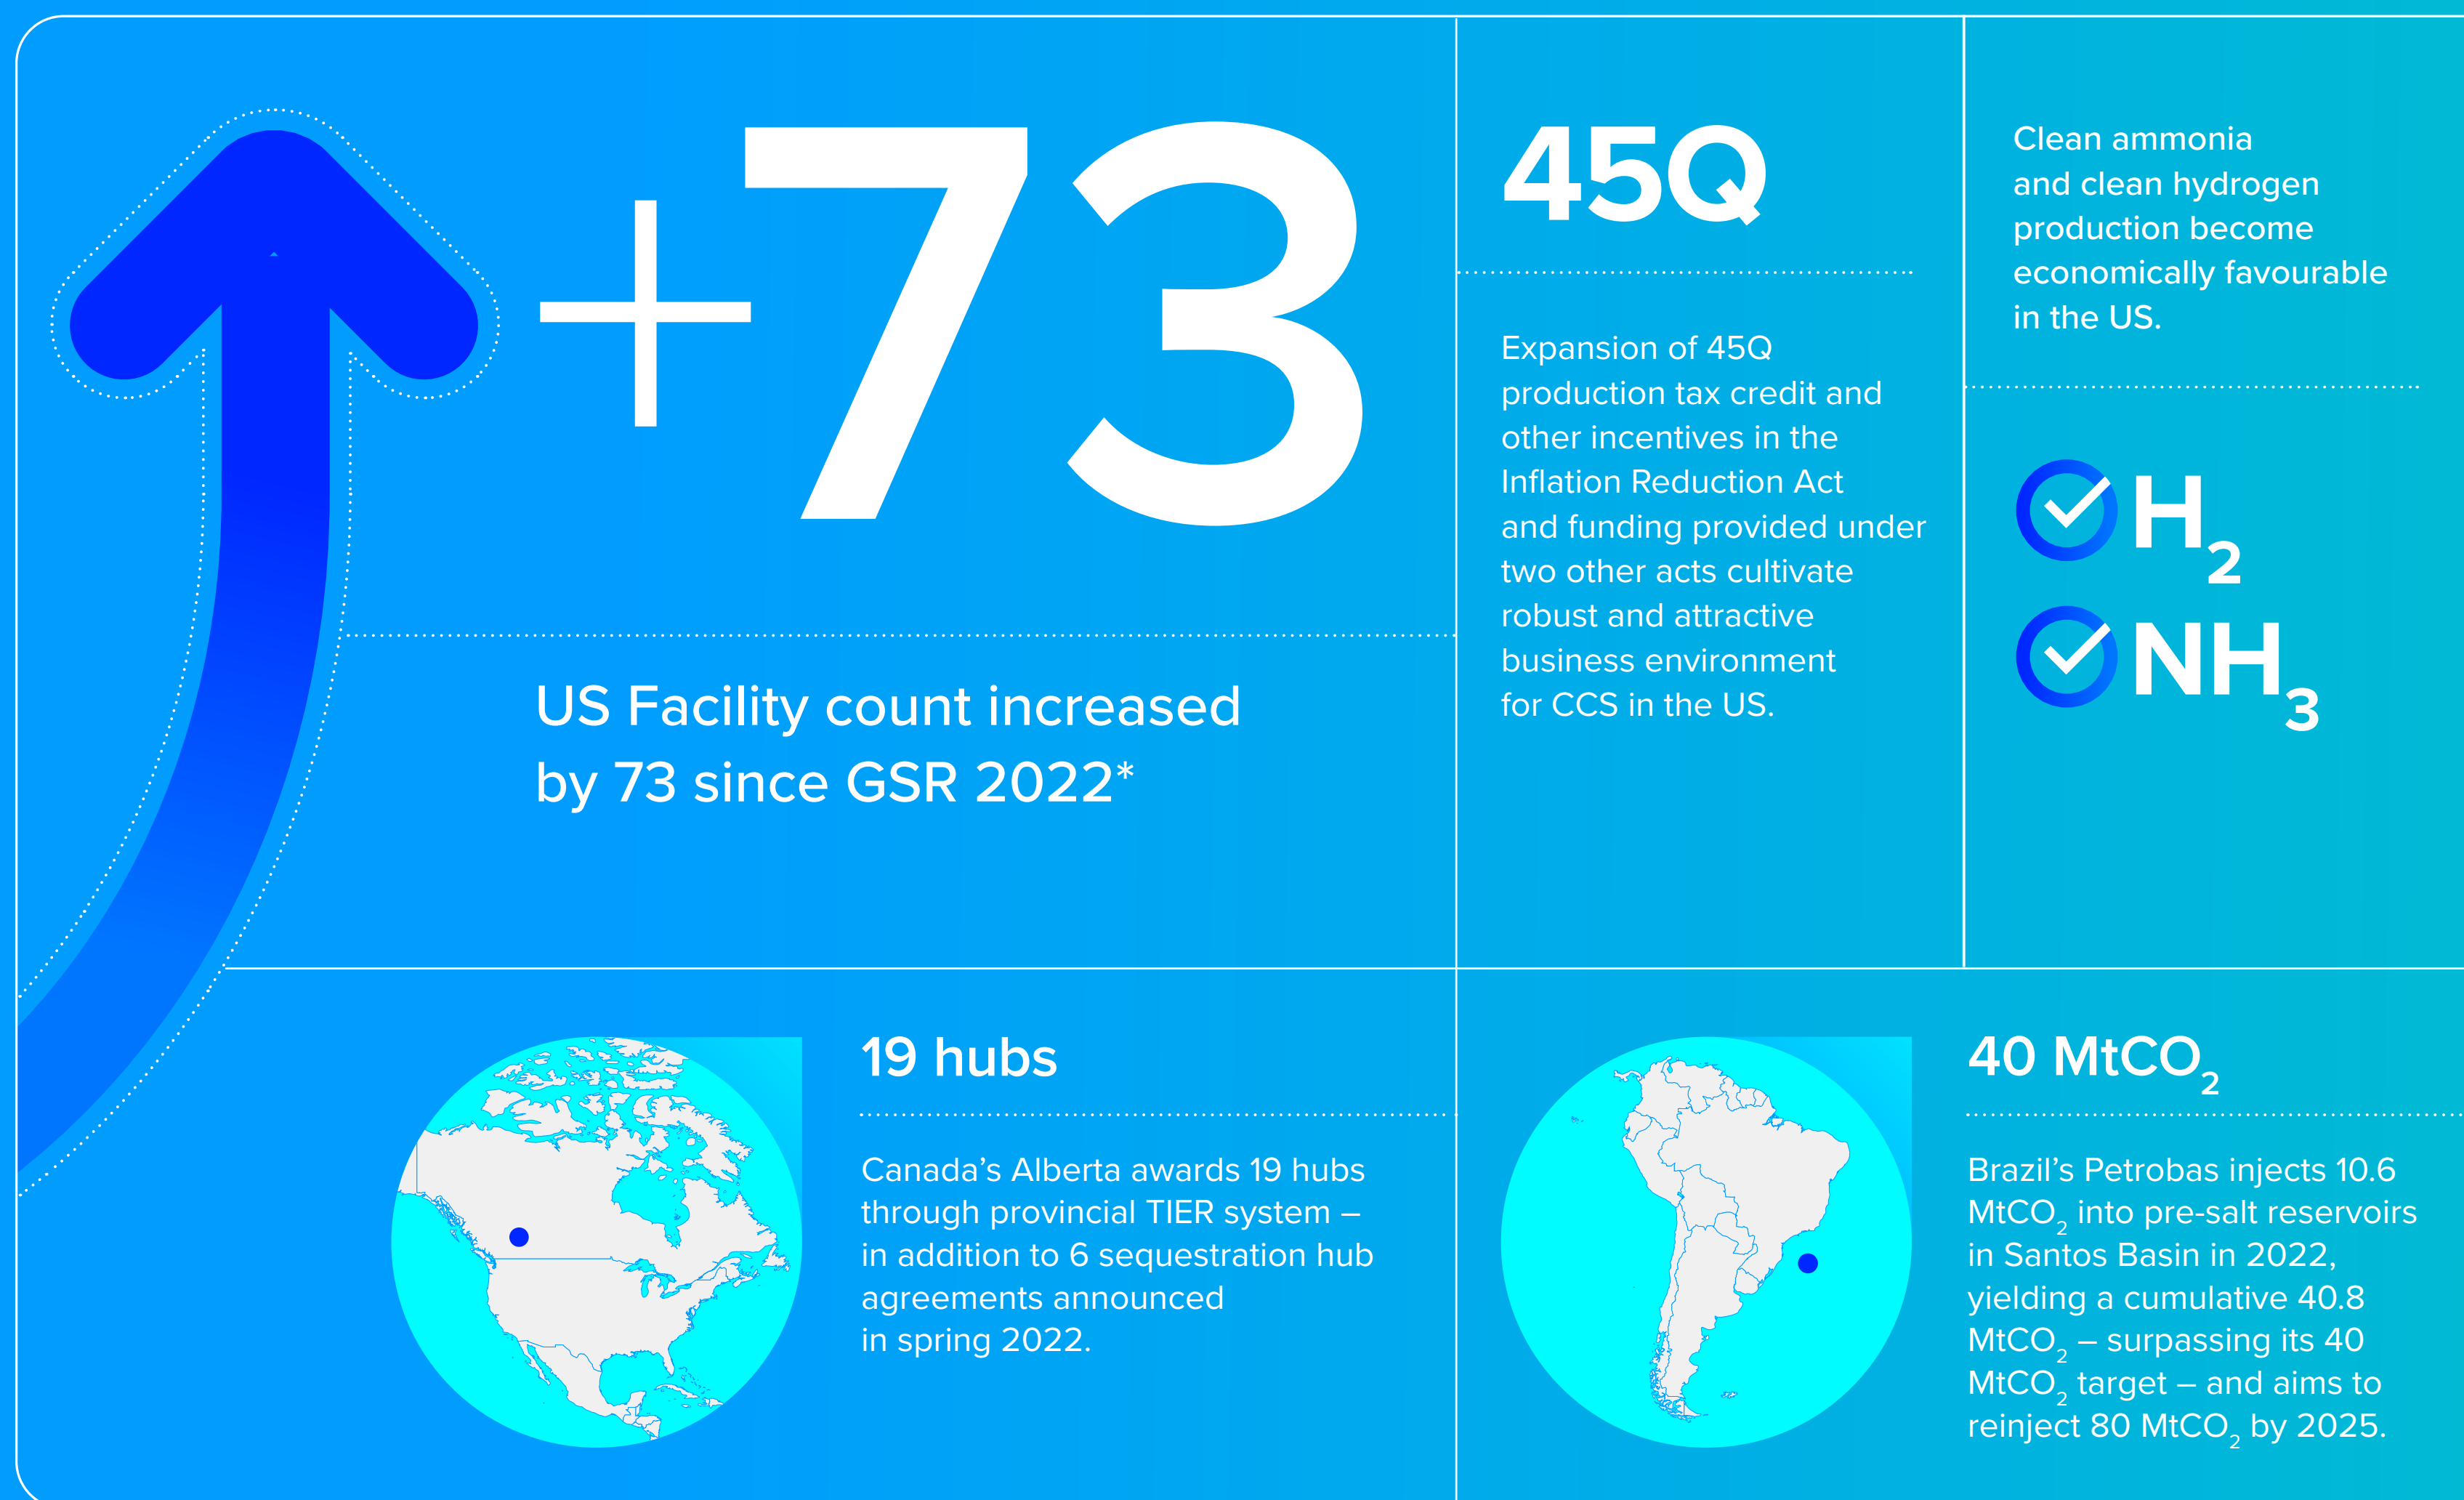 +73
US Facility count increased
by 73 since GSR 2022*
45Q
Expansion of 45Q
production tax credit and
other incentives in the
Inflation Reduction Act
and funding provided under
two other acts cultivate
robust and attractive
business environment
for CCS in the US.
Clean ammonia
and clean hydrogen
production become
economically favourable
in the US.
H₂
NH₃
19 hubs
Canada’s Alberta awards 19 hubs
through provincial TIER system –
in addition to 6 sequestration hub
agreements announced
in spring 2022.
40 MtCO₂
Brazil’s Petrobas injects 10.6
MtCO₂ into pre-salt reservoirs
in Santos Basin in 2022,
yielding a cumulative 40.8
MtCO₂ – surpassing its 40
MtCO₂ target – and aims to
reinject 80 MtCO₂ by 2025.